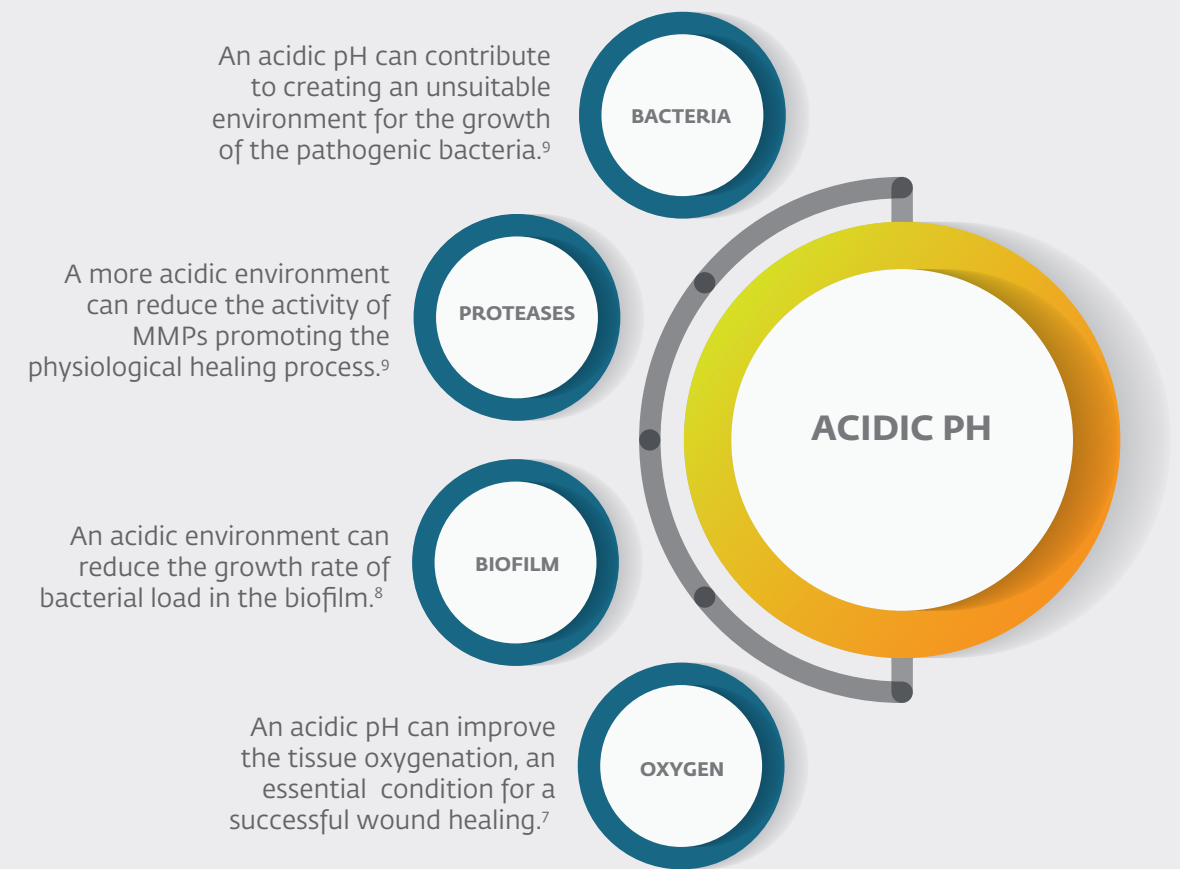 An acidic pH can contribute
to creating an unsuitable
environment for the growth
of the pathogenic bacteria.⁹
BACTERIA
A more acidic environment
can reduce the activity of
MMPs promoting the
physiological healing process.⁹
PROTEASES
ACIDIC PH
An acidic environment can
reduce the growth rate of
bacterial load in the biofilm.⁸
BIOFILM
An acidic pH can improve
the tissue oxygenation, an
essential condition for a
successful wound healing.⁷
OXYGEN